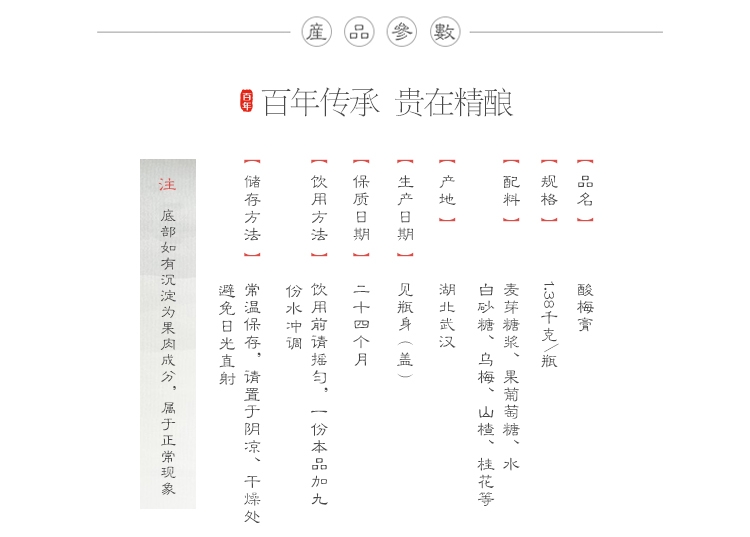 産品參數
百年 百年传承 贵在精酿
【品名】 酸梅膏
【规格】 1.38千克/瓶
【配料】 麦芽糖浆、果葡萄糖、水
白砂糖、乌梅、山楂、桂花等
【产地】 湖北武汉
【生产日期】 见瓶身（盖）
【保质日期】 二十四个月
【饮用方法】 饮用前请摇匀，一份本品加九
份水冲调
【储存方法】 常温保存，请置于阴凉、干燥处
避免日光直射
注 底部如有沉淀为果肉成分，属于正常现象